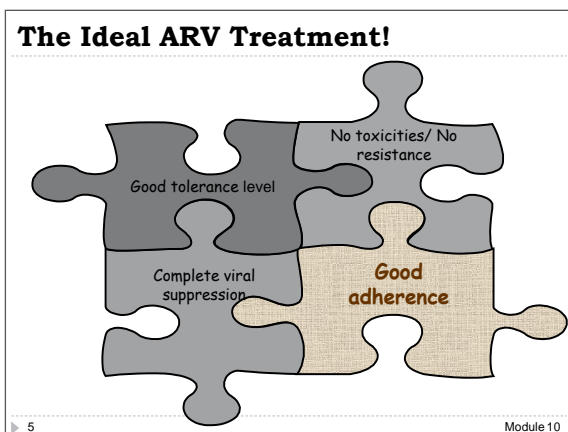 The Ideal ARV Treatment!
No toxicities/ No
resistance
Good tolerance level
Complete viral
suppression
Good
adherence
5
Module 10